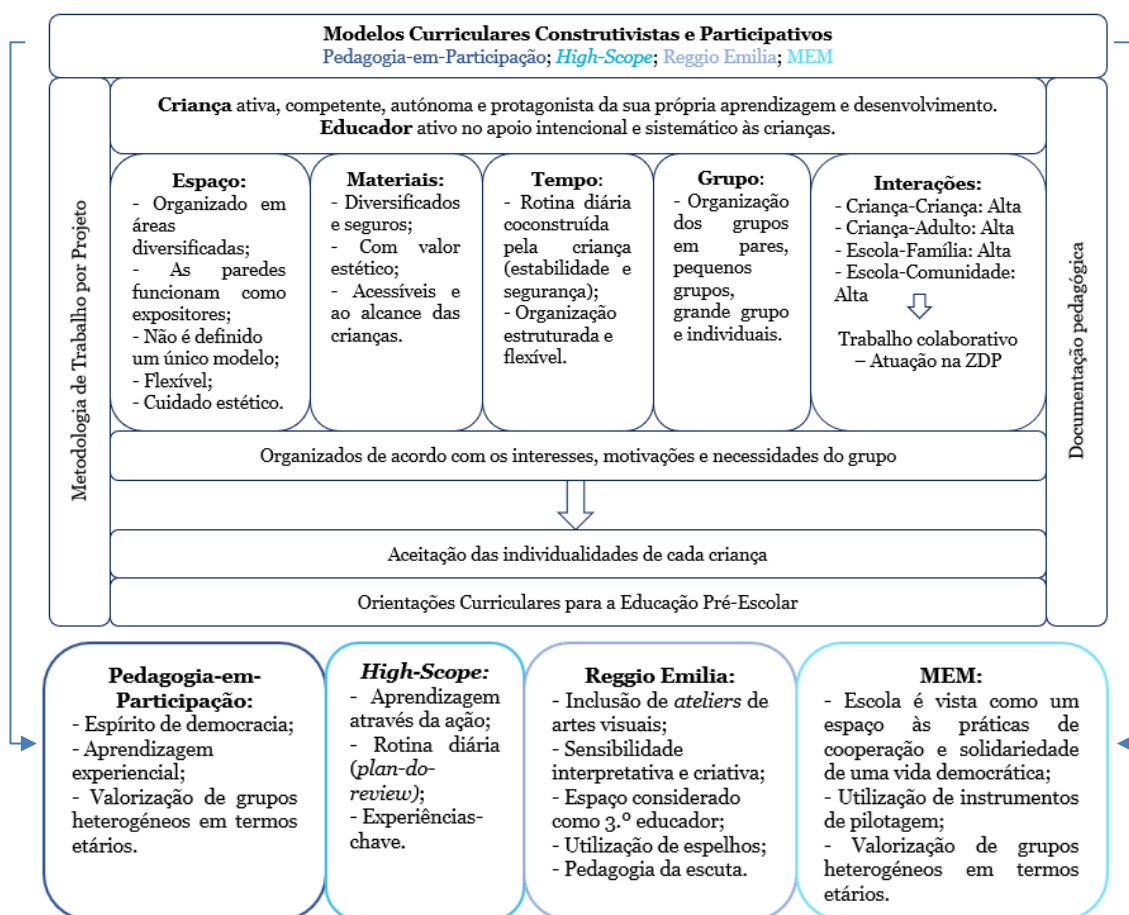 Modelos Curriculares Construtivistas e Participativos
Pedagogia-em-Participação; High-Scope; Reggio Emilia; MEM
Metodologia de Trabalho por Projeto
Criança ativa, competente, autónoma e protagonista da sua própria aprendizagem e desenvolvimento.
Educador ativo no apoio intencional e sistemático às crianças.
Espaço:
- Organizado em
áreas
diversificadas;
- As paredes
funcionam como
expositores;
- Não é definido
um único modelo;
- Flexível;
- Cuidado estético.
Materiais:
- Diversificados
e seguros;
- Com valor
estético;
- Acessíveis e
ao alcance das
crianças.
Tempo:
- Rotina diária
coconstruída
pela criança
(estabilidade e
segurança);
- Organização
estruturada e
flexível.
Grupo:
- Organização
dos grupos
em pares,
pequenos
grupos,
grande grupo
e individuais.
Interações:
- Criança-Criança: Alta
- Criança-Adulto: Alta
- Escola-Família: Alta
- Escola-Comunidade:
Alta
Trabalho colaborativo
– Atuação na ZDP
Documentação pedagógica
Organizados de acordo com os interesses, motivações e necessidades do grupo
Aceitação das individualidades de cada criança
Orientações Curriculares para a Educação Pré-Escolar
Pedagogia-em-
Participação:
- Espírito de democracia;
- Aprendizagem
experiencial;
- Valorização de grupos
heterogéneos em termos
etários.
High-Scope:
- Aprendizagem
através da ação;
- Rotina diária
(plan-do-
review);
- Experiências-
chave.
Reggio Emilia:
- Inclusão de ateliers de
artes visuais;
- Sensibilidade
interpretativa e criativa;
- Espaço considerado
como 3.º educador;
- Utilização de espelhos;
- Pedagogia da escuta.
MEM:
- Escola é vista como um
espaço às práticas de
cooperação e solidariedade
de uma vida democrática;
- Utilização de instrumentos
de pilotagem;
- Valorização de grupos
heterogéneos em termos
etários.